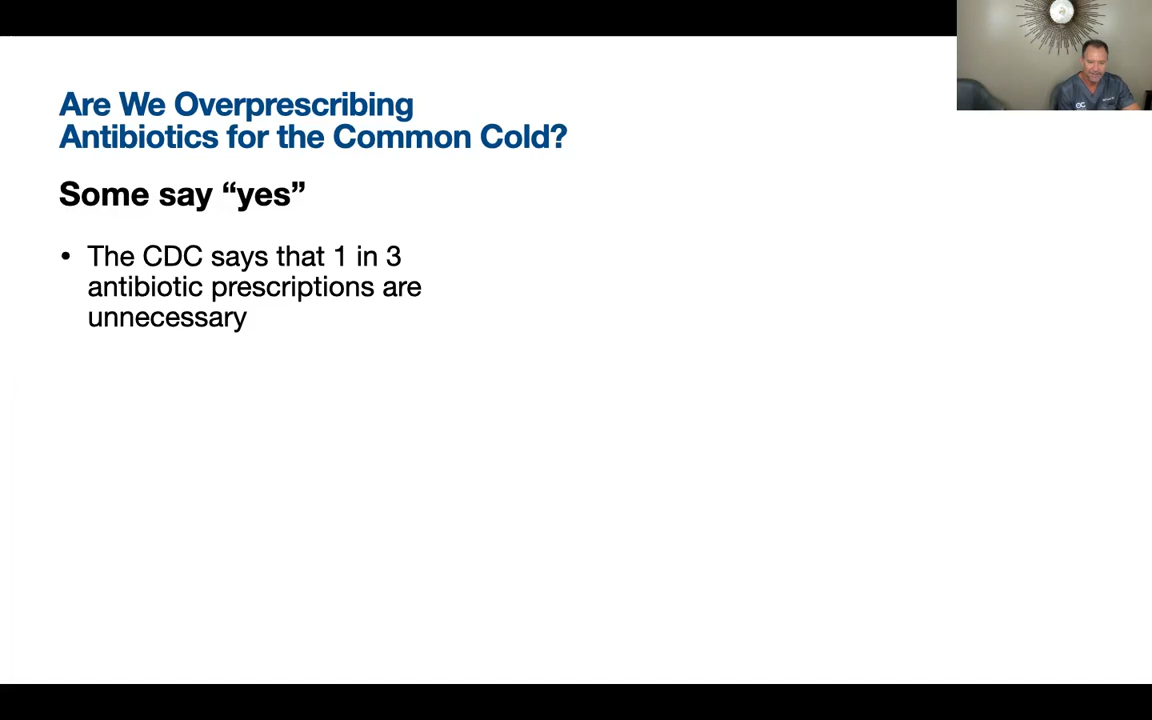 Are We Overprescribing
Antibiotics for the Common Cold?
Some say “yes”
• The CDC says that 1 in 3
antibiotic prescriptions are
unnecessary